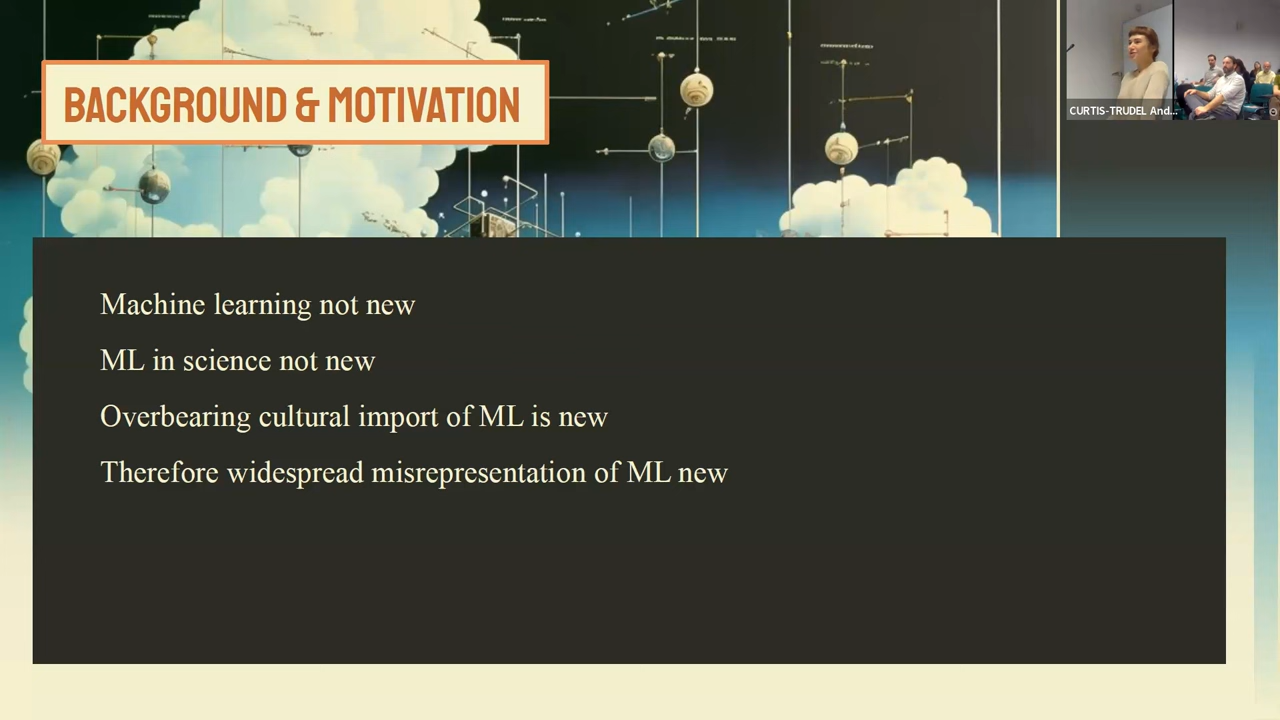 BACKGROUND & MOTIVATION
CURTIS-TRUDEL And...
Machine learning not new
ML in science not new
Overbearing cultural import of ML is new
Therefore widespread misrepresentation of ML new